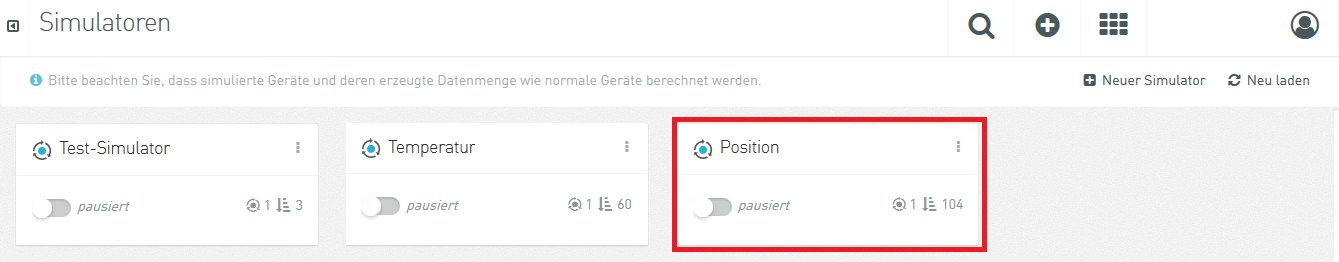 Simulatoren
Bitte beachten Sie, dass simulierte Geräte und deren erzeugte Datenmenge wie normale Geräte berechnet werden.
Neuer Simulator
Neu laden
Test-Simulator
pausiert
1
3
Temperatur
pausiert
1
60
Position
pausiert
1
104